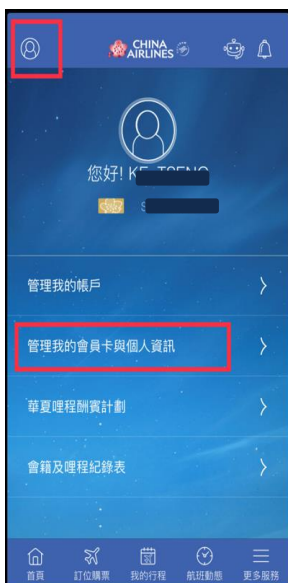 CHINA
AIRLINES
您好!
管理我的帳戶
管理我的會員卡與個人資訊
華夏哩程酬賓計劃
會籍及哩程紀錄表
首頁 訂位購票 我的行程 航班動態 更多服務